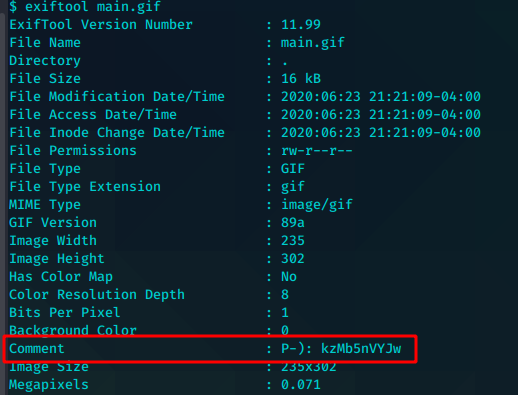 $ exiftool main.gif
ExifTool Version Number : 11.99
File Name : main.gif
Directory : .
File Size : 16 kB
File Modification Date/Time : 2020:06:23 21:21:09-04:00
File Access Date/Time : 2020:06:23 21:21:09-04:00
File Inode Change Date/Time : 2020:06:23 21:21:09-04:00
File Permissions : rw-r--r--
File Type : GIF
File Type Extension : gif
MIME Type : image/gif
GIF Version : 89a
Image Width : 235
Image Height : 302
Has Color Map : No
Color Resolution Depth : 8
Bits Per Pixel : 1
Background Color : 0
Comment : P-): kzMb5nVYJw
Image Size : 235x302
Megapixels : 0.071